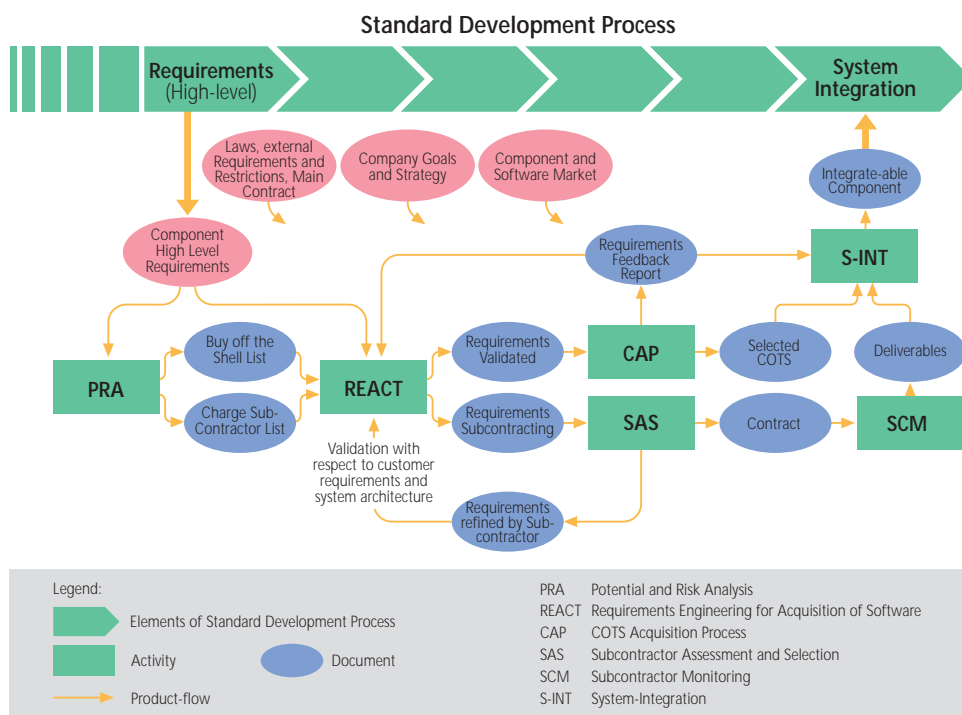 Standard Development Process
Requirements
(High-level)
System
Integration
Laws, external
Requirements and
Restrictions, Main
Contract
Company Goals
and Strategy
Component and
Software Market
Integrate-able
Component
Component
High Level
Requirements
Requirements
Feedback
Report
S-INT
Buy off the
Shell List
Requirements
Validated
CAP
Selected
COTS
Deliverables
PRA
REACT
Charge Sub-
Contractor List
Requirements
Subcontracting
SAS
Contract
SCM
Validation with
respect to customer
requirements and
system architecture
Requirements
refined by Sub-
contractor
Legend:
Elements of Standard Development Process
Activity
Document
Product-flow
PRA Potential and Risk Analysis
REACT Requirements Engineering for Acquisition of Software
CAP COTS Acquisition Process
SAS Subcontractor Assessment and Selection
SCM Subcontractor Monitoring
S-INT System-Integration